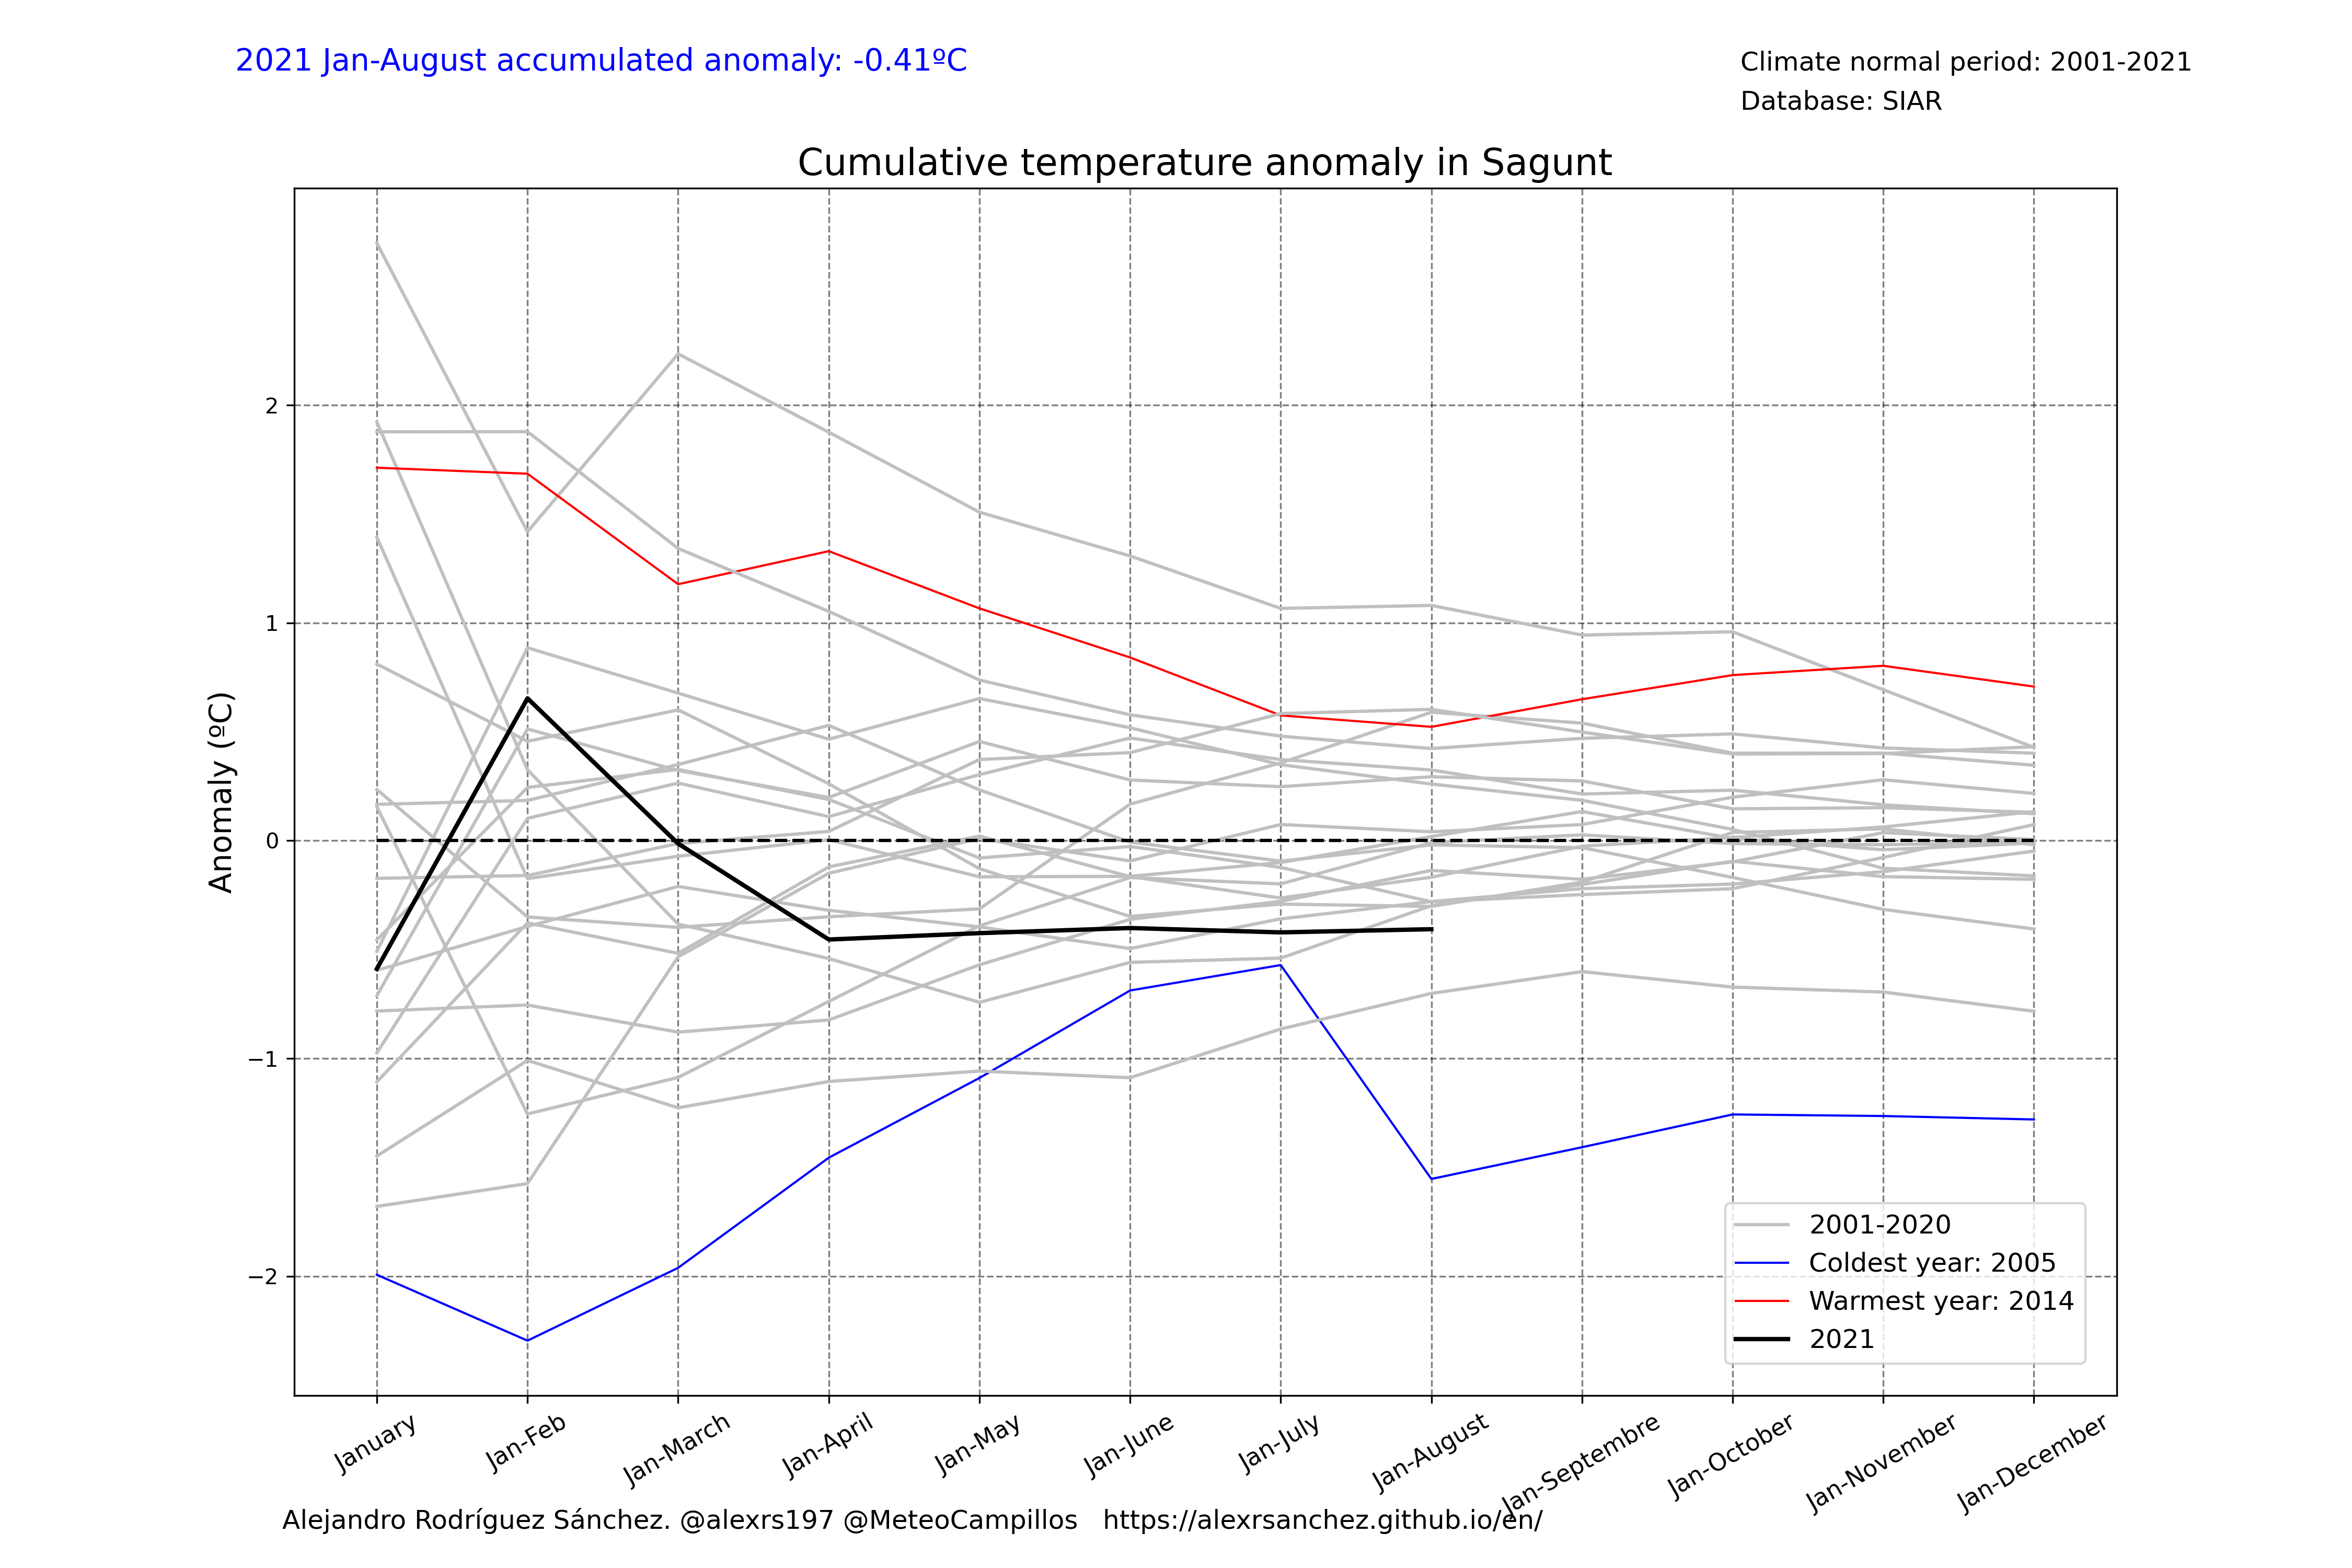 2021 Jan-August accumulated anomaly: -0.41ºC
Climate normal period: 2001-2021
Database: SIAR
Cumulative temperature anomaly in Sagunt
Anomaly (ºC)
2
1
0
−1
−2
2001-2020
Coldest year: 2005
Warmest year: 2014
2021
January
Jan-Feb
Jan-March
Jan-April
Jan-May
Jan-June
Jan-July
Jan-August
Jan-Septembre
Jan-October
Jan-November
Jan-December
Alejandro Rodríguez Sánchez. @alexrs197 @MeteoCampillos   https://alexrsanchez.github.io/en/